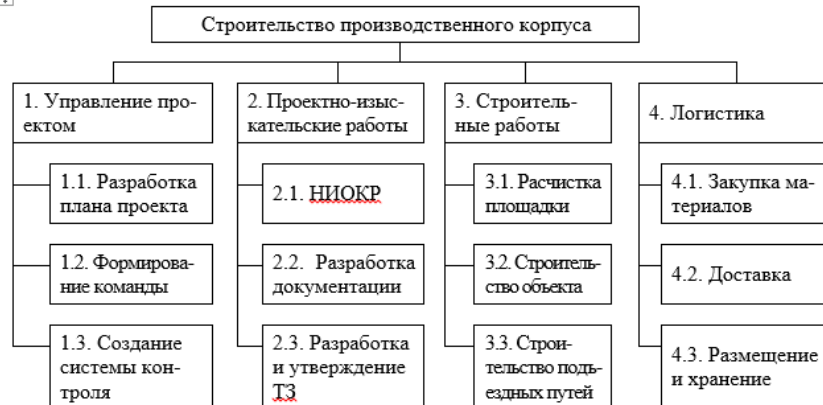 Строительство производственного корпуса
1. Управление про-
ектом
1.1. Разработка
плана проекта
1.2. Формирова-
ние команды
1.3. Создание
системы кон-
троля
2. Проектно-изыс-
кательские работы
2.1. НИОКР
2.2. Разработка
документации
2.3. Разработка
и утверждение
ТЗ
3. Строитель-
ные работы
3.1. Расчистка
площадки
3.2. Строитель-
ство объекта
3.3. Строи-
тельство подъ-
ездных путей
4. Логистика
4.1. Закупка ма-
териалов
4.2. Доставка
4.3. Размещение
и хранение